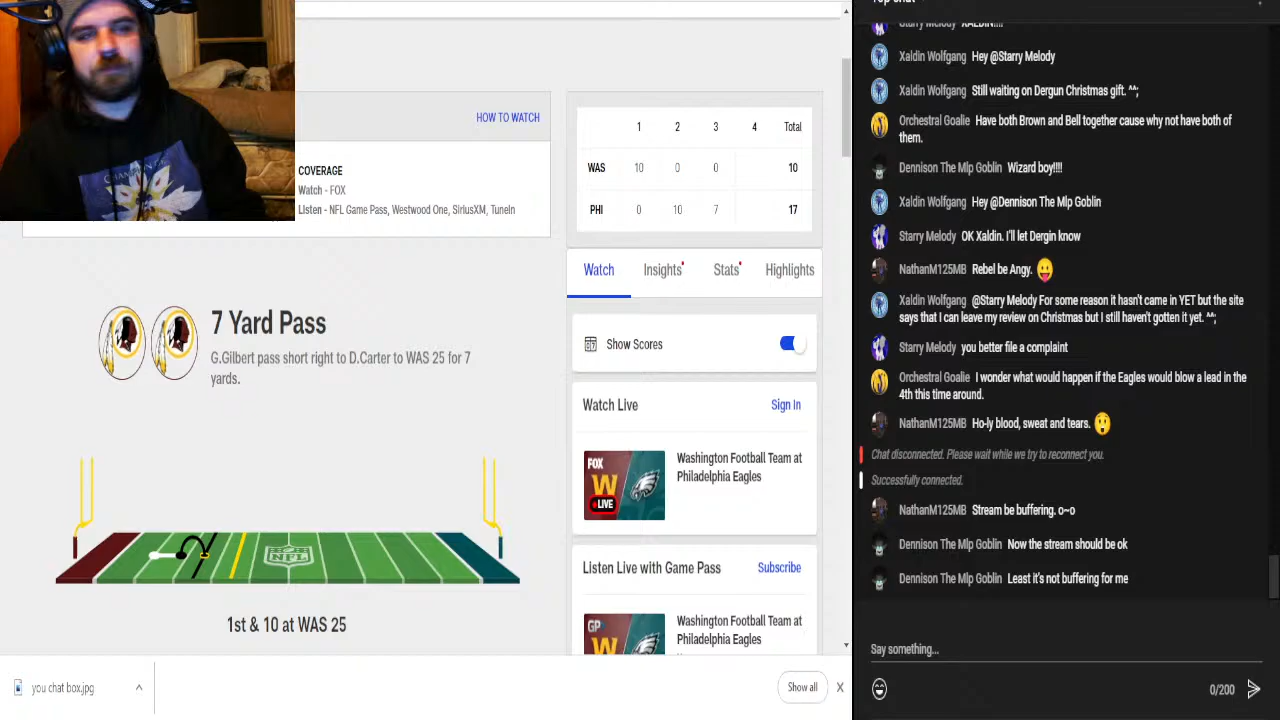 HOW TO WATCH
COVERAGE
Watch - FOX
Listen - NFL Game Pass, Westwood One, SiriusXM, TuneIn
1 2 3 4 Total
WAS 10 0 0 10
PHI 0 10 7 17
Watch Insights Stats Highlights
7 Yard Pass
G.Gilbert pass short right to D.Carter to WAS 25 for 7
yards.
NFL
1st & 10 at WAS 25
Show Scores
Watch Live Sign In
FOX
W
LIVE
Washington Football Team at
Philadelphia Eagles
Listen Live with Game Pass Subscribe
GP
W
Washington Football Team at
Philadelphia Eagles
you chat box.jpg
Show all X
Xaldin Wolfgang Hey @Starry Melody
Xaldin Wolfgang Still waiting on Dergun Christmas gift. ^^;
Orchestral Goalie Have both Brown and Bell together cause why not have both of
them.
Dennison The Mlp Goblin Wizard boy!!!!
Xaldin Wolfgang Hey @Dennison The Mlp Goblin
Starry Melody OK Xaldin. I'll let Dergin know
NathanM125MB Rebel be Angy. 😛
Xaldin Wolfgang @Starry Melody For some reason it hasn't came in YET but the site
says that I can leave my review on Christmas but I still haven't gotten it yet. ^^;
Starry Melody you better file a complaint
Orchestral Goalie I wonder what would happen if the Eagles would blow a lead in the
4th this time around.
NathanM125MB Ho-ly blood, sweat and tears. 😲
Chat disconnected. Please wait while we try to reconnect you.
Successfully connected.
NathanM125MB Stream be buffering. o~o
Dennison The Mlp Goblin Now the stream should be ok
Dennison The Mlp Goblin Least it's not buffering for me
Say something...
0/200